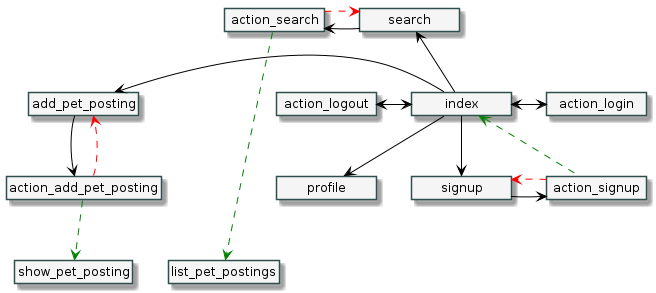 action_search
search
add_pet_posting
action_logout
index
action_login
action_add_pet_posting
profile
signup
action_signup
show_pet_posting
list_pet_postings